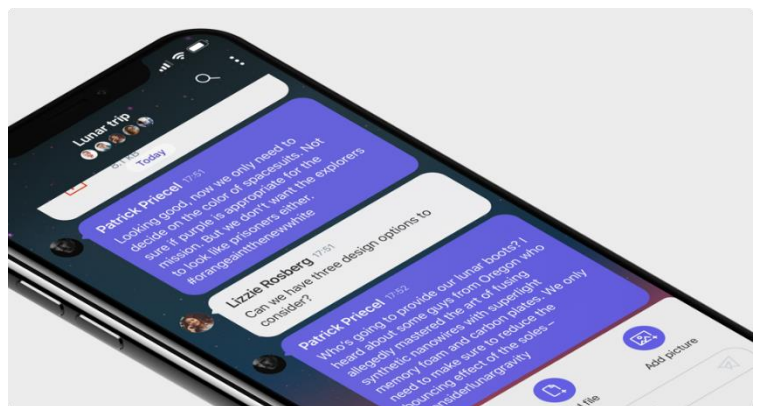 Lunar trip
8.1 KB
Today
Patrick Priecel 17:51
Looking good, now we only need to
decide on the color of spacesuits. Not
sure if purple is appropriate for the
mission. But we don't want the explorers
to look like prisoners either.
#orangeaintthenewwhite
Lizzie Rosberg 17:51
Can we have three design options to
consider?
Patrick Priecel 17:52
Who's going to provide our lunar boots? I
heard about some guys from Oregon who
allegedly mastered the art of fusing
synthetic nanowires with superlight
memory foam and carbon plates. We only
need to make sure to reduce the
bouncing effect of the soles –
nsiderlunargravity
file
Add picture